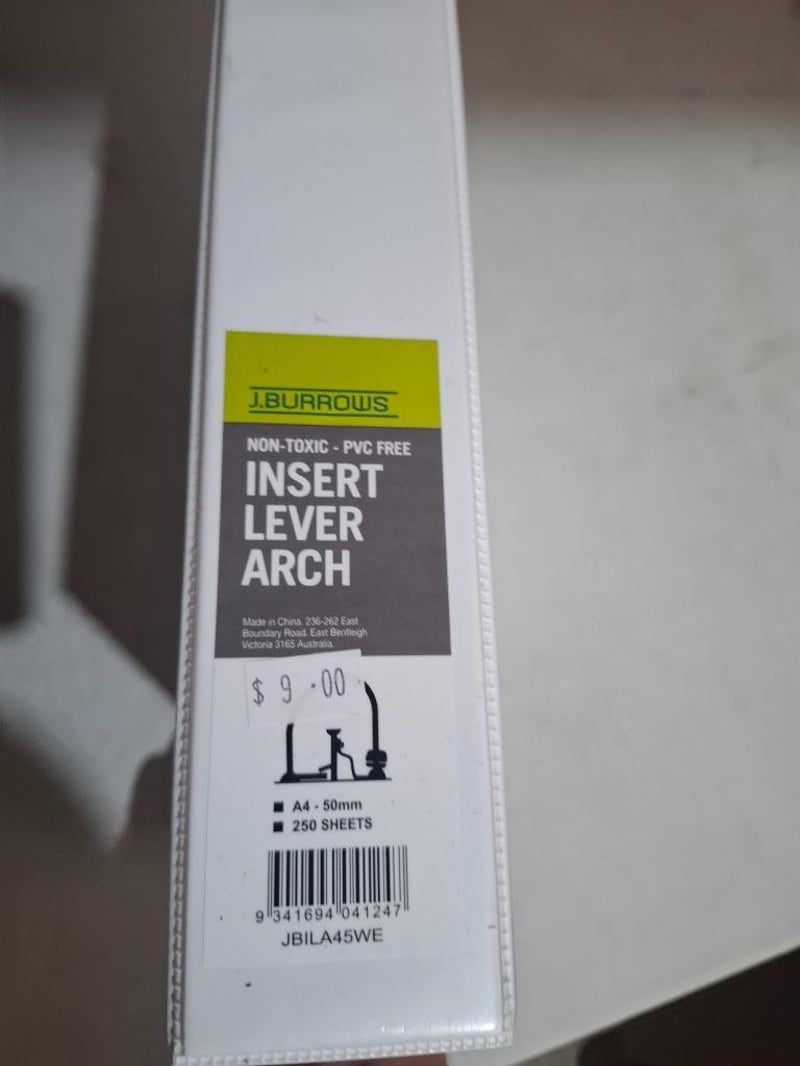 J.BURROWS
NON-TOXIC - PVC FREE
INSERT
LEVER
ARCH
Made in China. 236-262 East
Boundary Road. East Bentleigh
Victoria 3165 Australia.
$ 9.00
A4 - 50mm
250 SHEETS
9 341694 041247
JBILA45WE